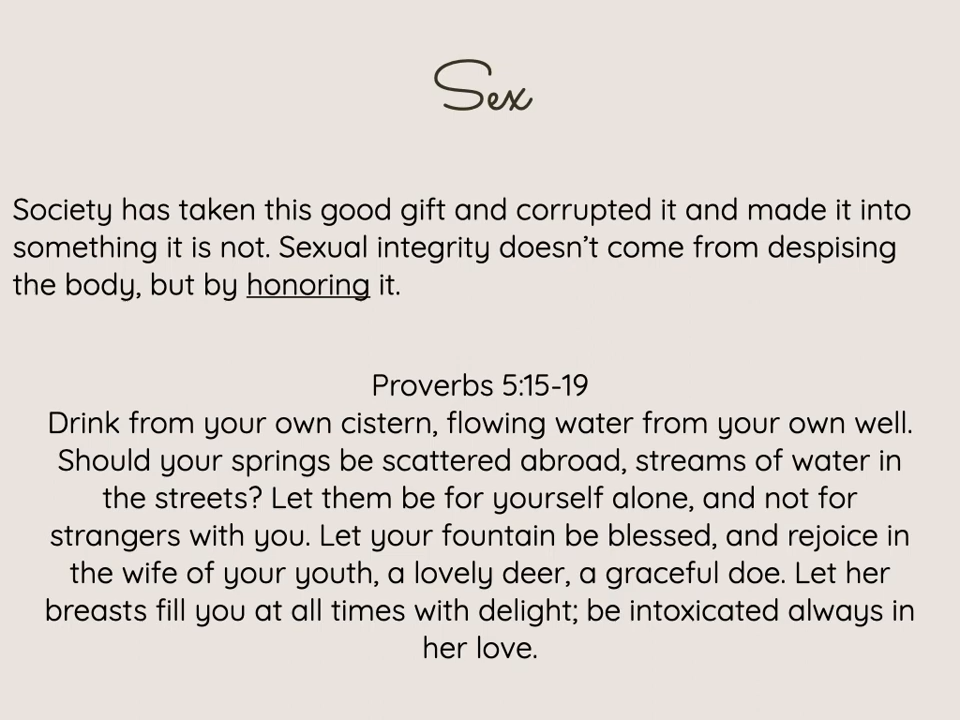 Sex
Society has taken this good gift and corrupted it and made it into
something it is not. Sexual integrity doesn’t come from despising
the body, but by honoring it.
Proverbs 5:15-19
Drink from your own cistern, flowing water from your own well.
Should your springs be scattered abroad, streams of water in
the streets? Let them be for yourself alone, and not for
strangers with you. Let your fountain be blessed, and rejoice in
the wife of your youth, a lovely deer, a graceful doe. Let her
breasts fill you at all times with delight; be intoxicated always in
her love.